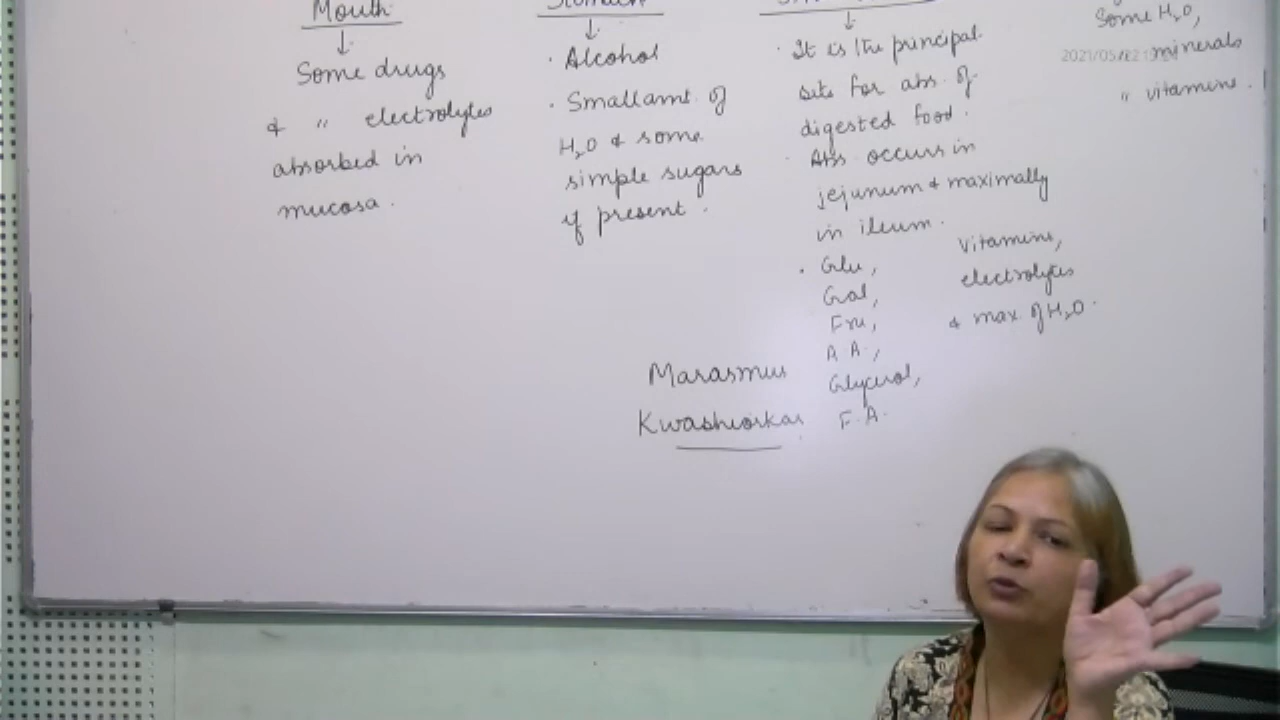 Mouth
Some drugs
& " electrolytes
absorbed in
mucosa.
Stomach
· Alcohol
· Small amt. of
H₂O & some
simple sugars
if present.
· It is the principal
site for abs. of
digested food.
· Abs occurs in
jejunum & maximally
in ileum.
· Glu,
Gal,
Fru,
A.A.,
Glycerol,
F.A.
Vitamins,
electrolytes
& max of H₂O.
Some H₂O,
minerals
" vitamins.
Marasmus
Kwashiorkar